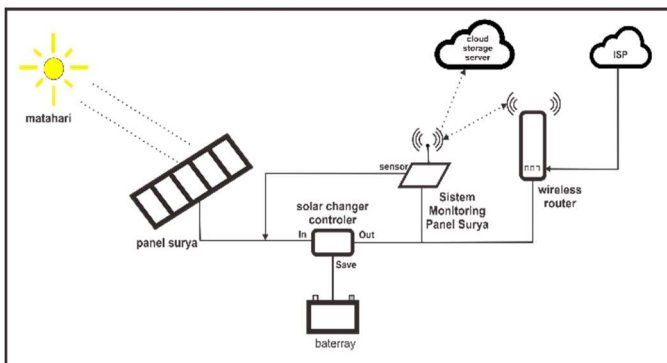 cloud
storage
server
ISP
matahari
sensor
solar changer
controler
Sistem
Monitoring
Panel Surya
wireless
router
panel surya
In
Out
Save
baterray